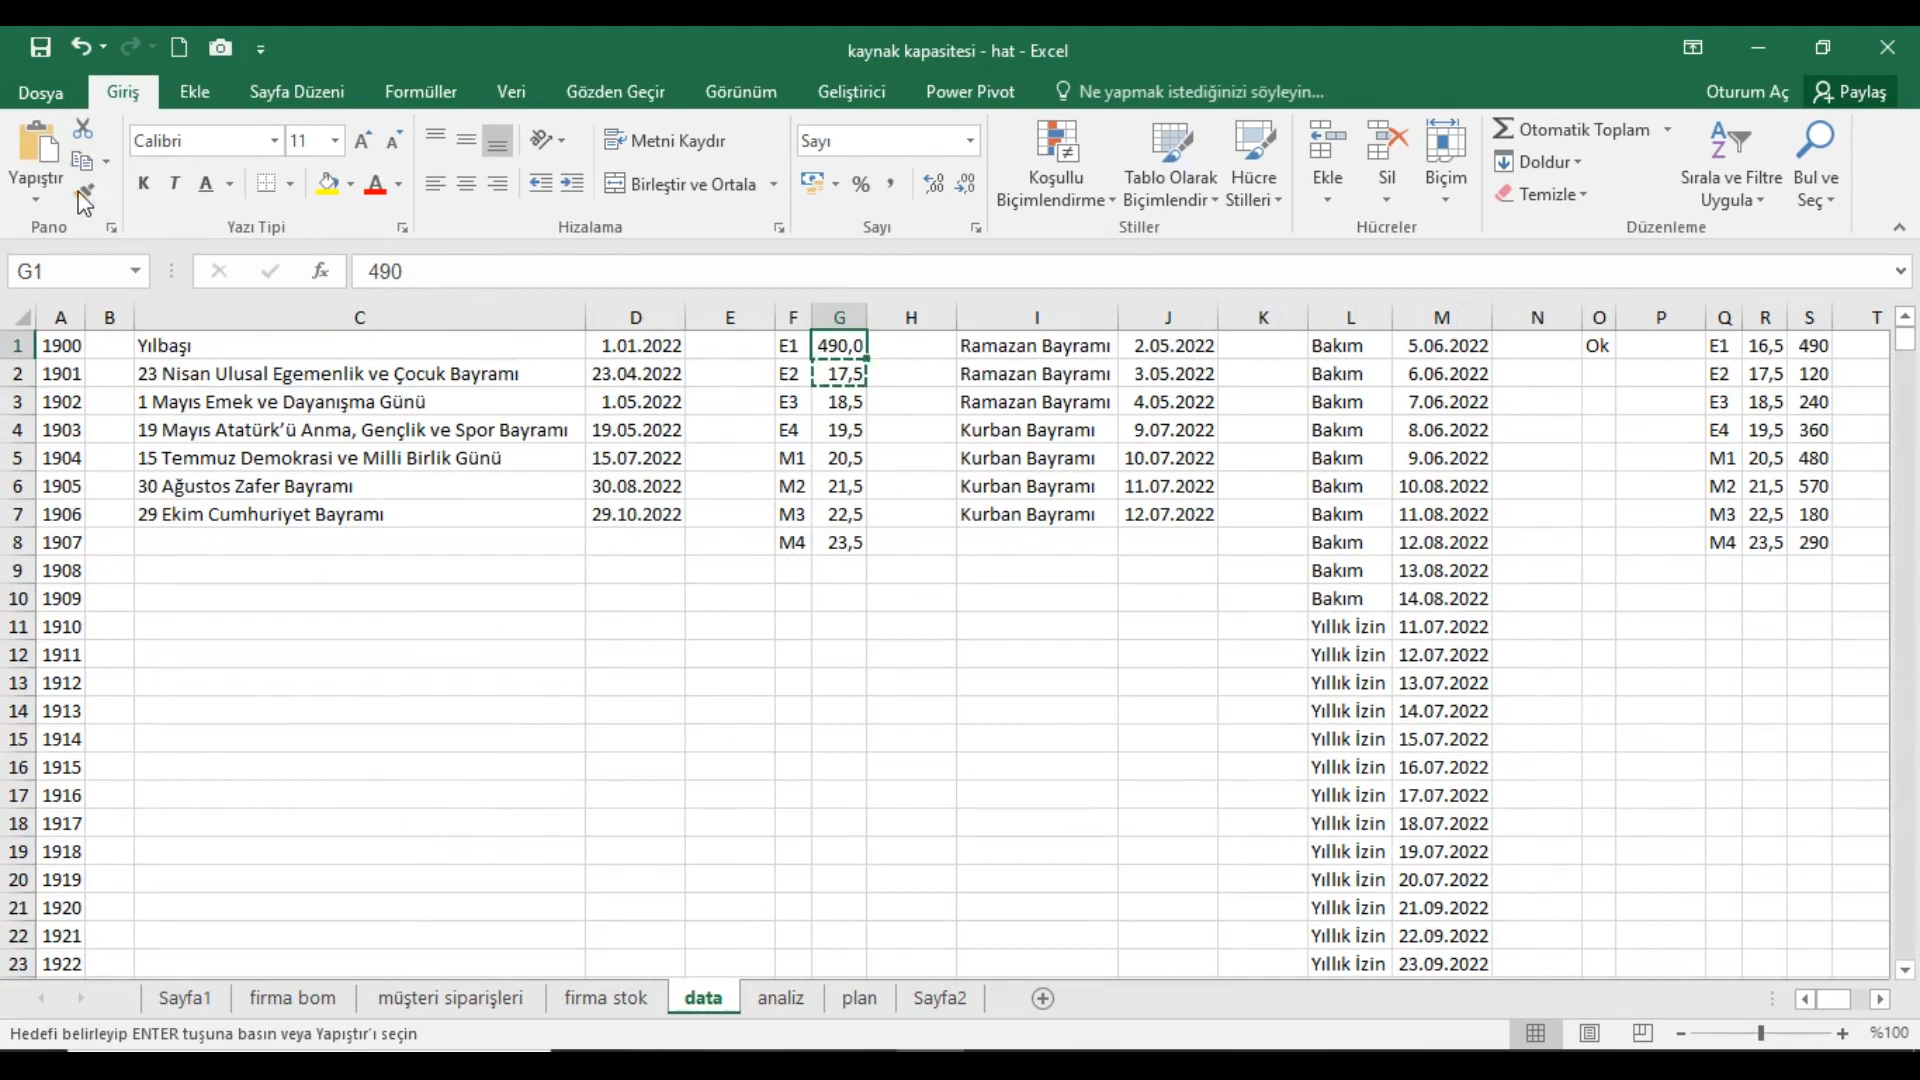 kaynak kapasitesi - hat - Excel
Dosya Giriş Ekle Sayfa Düzeni Formüller Veri Gözden Geçir Görünüm Geliştirici Power Pivot Ne yapmak istediğinizi söyleyin... Oturum Aç Paylaş
Calibri 11 Metni Kaydır Sayı Otomatik Toplam
Yapıştır Koşullu Biçimlendirme Tablo Olarak Biçimlendir Hücre Stilleri Ekle Sil Biçim Doldur Sırala ve Filtre Uygula Bul ve Seç
K T A A Birleştir ve Ortala % Temizle
Pano Yazı Tipi Hizalama Sayı Stiller Hücreler Düzenleme
G1 fx 490
A B C D E F G H I J K L M N O P Q R S T
1 1900 Yılbaşı 1.01.2022 E1 490,0 Ramazan Bayramı 2.05.2022 Bakım 5.06.2022 Ok E1 16,5 490
2 1901 23 Nisan Ulusal Egemenlik ve Çocuk Bayramı 23.04.2022 E2 17,5 Ramazan Bayramı 3.05.2022 Bakım 6.06.2022 E2 17,5 120
3 1902 1 Mayıs Emek ve Dayanışma Günü 1.05.2022 E3 18,5 Ramazan Bayramı 4.05.2022 Bakım 7.06.2022 E3 18,5 240
4 1903 19 Mayıs Atatürk’ü Anma, Gençlik ve Spor Bayramı 19.05.2022 E4 19,5 Kurban Bayramı 9.07.2022 Bakım 8.06.2022 E4 19,5 360
5 1904 15 Temmuz Demokrasi ve Milli Birlik Günü 15.07.2022 M1 20,5 Kurban Bayramı 10.07.2022 Bakım 9.06.2022 M1 20,5 480
6 1905 30 Ağustos Zafer Bayramı 30.08.2022 M2 21,5 Kurban Bayramı 11.07.2022 Bakım 10.08.2022 M2 21,5 570
7 1906 29 Ekim Cumhuriyet Bayramı 29.10.2022 M3 22,5 Kurban Bayramı 12.07.2022 Bakım 11.08.2022 M3 22,5 180
8 1907 M4 23,5 Bakım 12.08.2022 M4 23,5 290
9 1908 Bakım 13.08.2022
10 1909 Bakım 14.08.2022
11 1910 Yıllık İzin 11.07.2022
12 1911 Yıllık İzin 12.07.2022
13 1912 Yıllık İzin 13.07.2022
14 1913 Yıllık İzin 14.07.2022
15 1914 Yıllık İzin 15.07.2022
16 1915 Yıllık İzin 16.07.2022
17 1916 Yıllık İzin 17.07.2022
18 1917 Yıllık İzin 18.07.2022
19 1918 Yıllık İzin 19.07.2022
20 1919 Yıllık İzin 20.07.2022
21 1920 Yıllık İzin 21.09.2022
22 1921 Yıllık İzin 22.09.2022
23 1922 Yıllık İzin 23.09.2022
Sayfa1 firma bom müşteri siparişleri firma stok data analiz plan Sayfa2
Hedefi belirleyip ENTER tuşuna basın veya Yapıştır'ı seçin %100